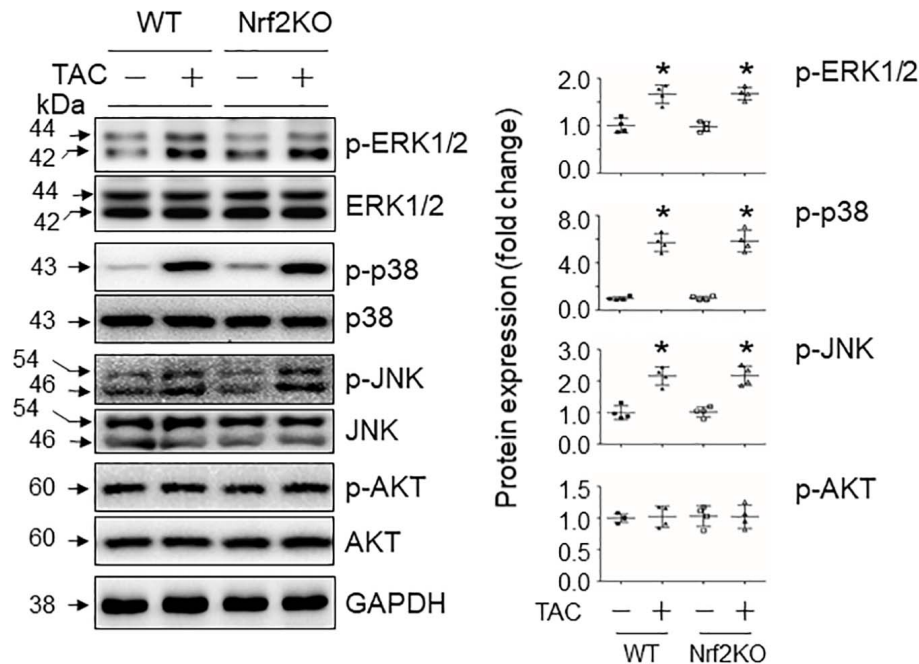 WT Nrf2KO
TAC − + − +
kDa
44
42
p-ERK1/2
44
42
ERK1/2
43
p-p38
43
p38
54
46
p-JNK
54
46
JNK
60
p-AKT
60
AKT
38
GAPDH
Protein expression (fold change)
p-ERK1/2
* *
2.0
1.0
0.0
p-p38
* *
8.0
4.0
0.0
p-JNK
* *
3.0
2.0
1.0
0.0
p-AKT
1.5
1.0
0.5
0.0
TAC − + − +
WT Nrf2KO